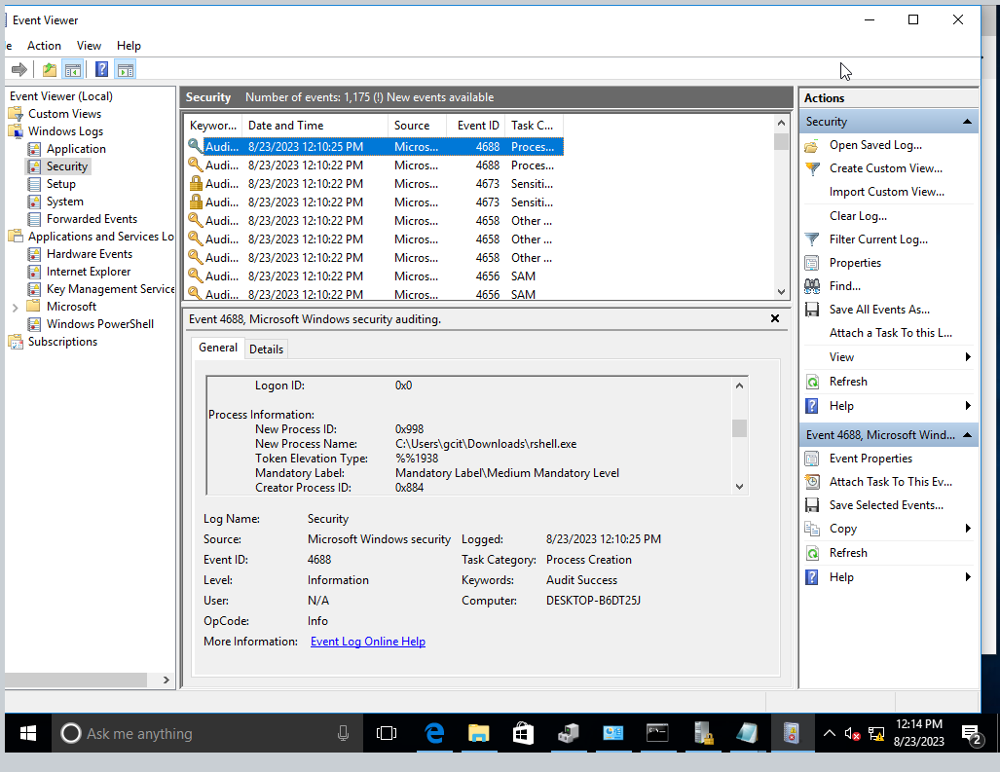 Event Viewer
e Action View Help
Event Viewer (Local)
Custom Views
Windows Logs
Application
Security
Setup
System
Forwarded Events
Applications and Services Lo
Hardware Events
Internet Explorer
Key Management Service
Microsoft
Windows PowerShell
Subscriptions
Security Number of events: 1,175 (!) New events available
Keywor... Date and Time Source Event ID Task C...
Audi... 8/23/2023 12:10:25 PM Micros... 4688 Proces...
Audi... 8/23/2023 12:10:22 PM Micros... 4688 Proces...
Audi... 8/23/2023 12:10:22 PM Micros... 4673 Sensiti...
Audi... 8/23/2023 12:10:22 PM Micros... 4673 Sensiti...
Audi... 8/23/2023 12:10:22 PM Micros... 4658 Other ...
Audi... 8/23/2023 12:10:22 PM Micros... 4658 Other ...
Audi... 8/23/2023 12:10:22 PM Micros... 4658 Other ...
Audi... 8/23/2023 12:10:22 PM Micros... 4656 SAM
Audi... 8/23/2023 12:10:22 PM Micros... 4656 SAM
Event 4688, Microsoft Windows security auditing.
General Details
Logon ID: 0x0
Process Information:
New Process ID: 0x998
New Process Name: C:\Users\gcit\Downloads\rshell.exe
Token Elevation Type: %%1938
Mandatory Label: Mandatory Label\Medium Mandatory Level
Creator Process ID: 0x884
Log Name: Security
Source: Microsoft Windows security Logged: 8/23/2023 12:10:25 PM
Event ID: 4688 Task Category: Process Creation
Level: Information Keywords: Audit Success
User: N/A Computer: DESKTOP-B6DT25J
OpCode: Info
More Information: Event Log Online Help
Actions
Security
Open Saved Log...
Create Custom View...
Import Custom View...
Clear Log...
Filter Current Log...
Properties
Find...
Save All Events As...
Attach a Task To this L...
View
Refresh
Help
Event 4688, Microsoft Wind...
Event Properties
Attach Task To This Ev...
Save Selected Events...
Copy
Refresh
Help
Ask me anything
12:14 PM
8/23/2023
2